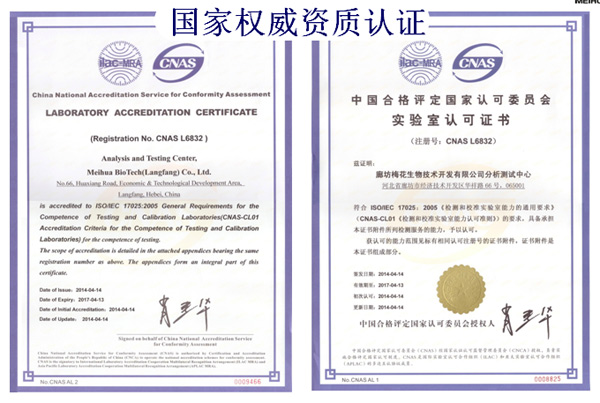 MEIHU
国家权威资质认证
ilac-MRA
CNAS
China National Accreditation Service for Conformity Assessment
LABORATORY ACCREDITATION CERTIFICATE
(Registration No. CNAS L6832 )
Analysis and Testing Center,
Meihua BioTech(Langfang) Co., Ltd.
No.66, Huaxiang Road, Economic & Technological Development Area,
Langfang, Hebei, China
is accredited to ISO/IEC 17025:2005 General Requirements for the
Competence of Testing and Calibration Laboratories(CNAS-CL01
Accreditation Criteria for the Competence of Testing and Calibration
Laboratories) for the competence of testing.
The scope of accreditation is detailed in the attached appendices bearing the same
registration number as above. The appendices form an integral part of this
certificate.
Date of Issue: 2014-04-14
Date of Expiry: 2017-04-13
Date of Initial Accreditation: 2014-04-14
Date of Update: 2014-04-14
Signed on behalf of China National Accreditation Service
for Conformity Assessment
No.CNAS AL 2
0009466
ilac-MRA
CNAS
中国合格评定国家认可委员会
实验室认可证书
(注册号: CNAS L6832)
兹证明:
廊坊梅花生物技术开发有限公司分析测试中心
河北省廊坊市经济技术开发区华祥路 66 号, 065001
符合 ISO/IEC 17025: 2005《检测和校准实验室能力的通用要求》
(CNAS-CL01《检测和校准实验室能力认可准则》)的要求, 具备承担
本证书附件所列检测服务的能力, 予以认可。
获认可的能力范围见标有相同认可注册号的证书附件, 证书附件是
本证书组成部分。
签发日期: 2014-04-14
有效期至: 2017-04-13
初次认可: 2014-04-14
更新日期: 2014-04-14
中国合格评定国家认可委员会授权人
No.CNAS AL 1
0008825